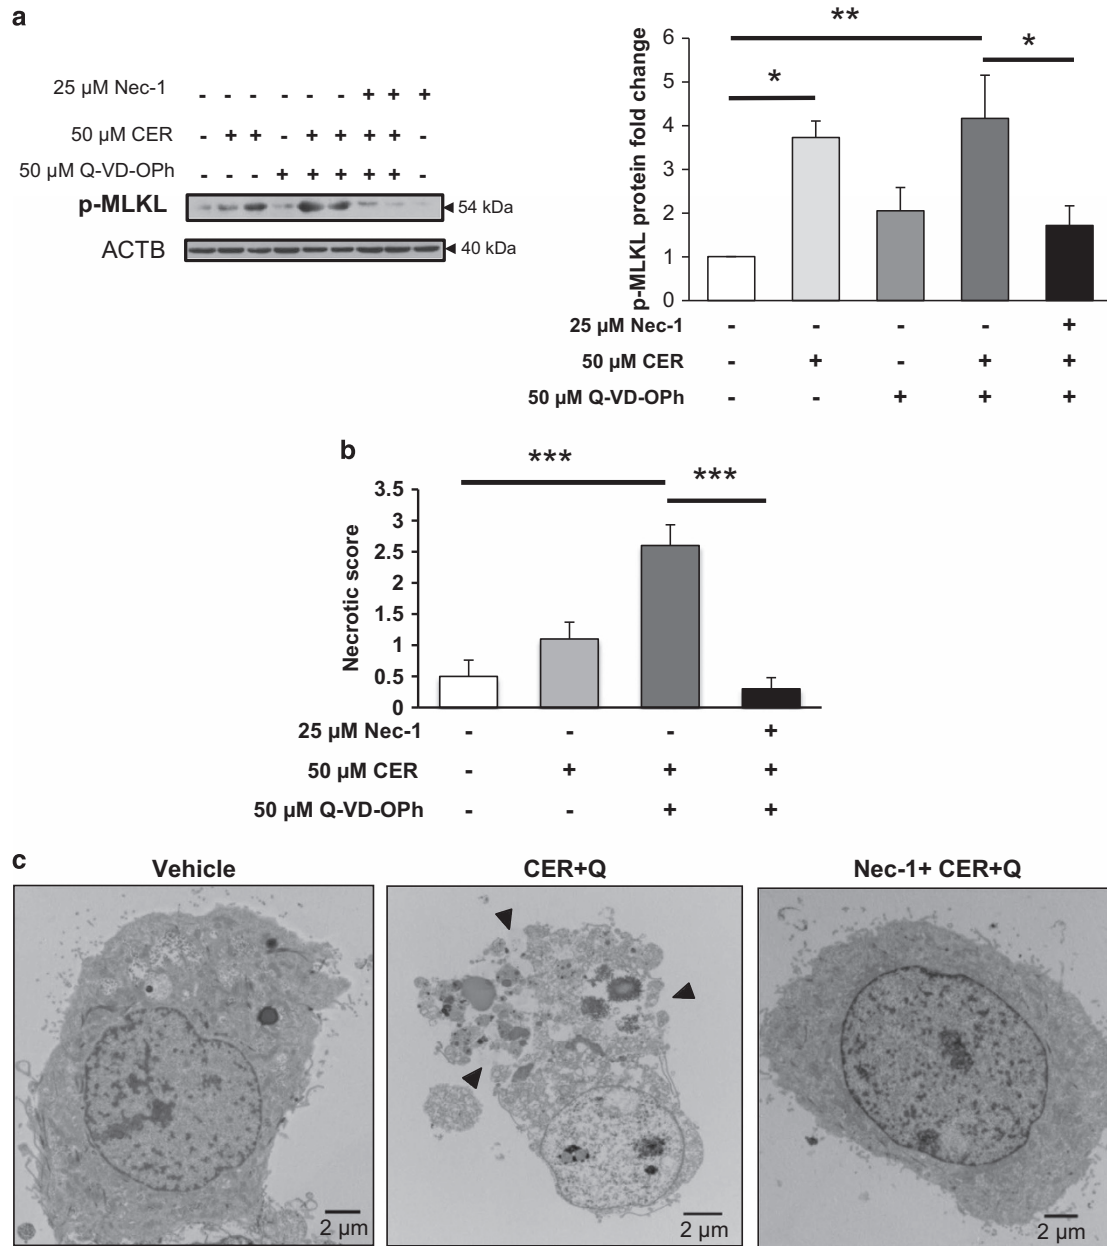 a
25 µM Nec-1 - - - - - - + + +
50 µM CER - + + - + + + + -
50 µM Q-VD-OPh - - - + + + + + -
p-MLKL 54 kDa
ACTB 40 kDa
p-MLKL protein fold change
6
5
4
3
2
1
0
**
*
*
25 µM Nec-1 - - - - +
50 µM CER - + - + +
50 µM Q-VD-OPh - - + + +
b
Necrotic score
3.5
3
2.5
2
1.5
1
0.5
0
*** ***
25 µM Nec-1 - - - +
50 µM CER - + + +
50 µM Q-VD-OPh - - + +
c
Vehicle CER+Q Nec-1+ CER+Q
2 µm 2 µm 2 µm